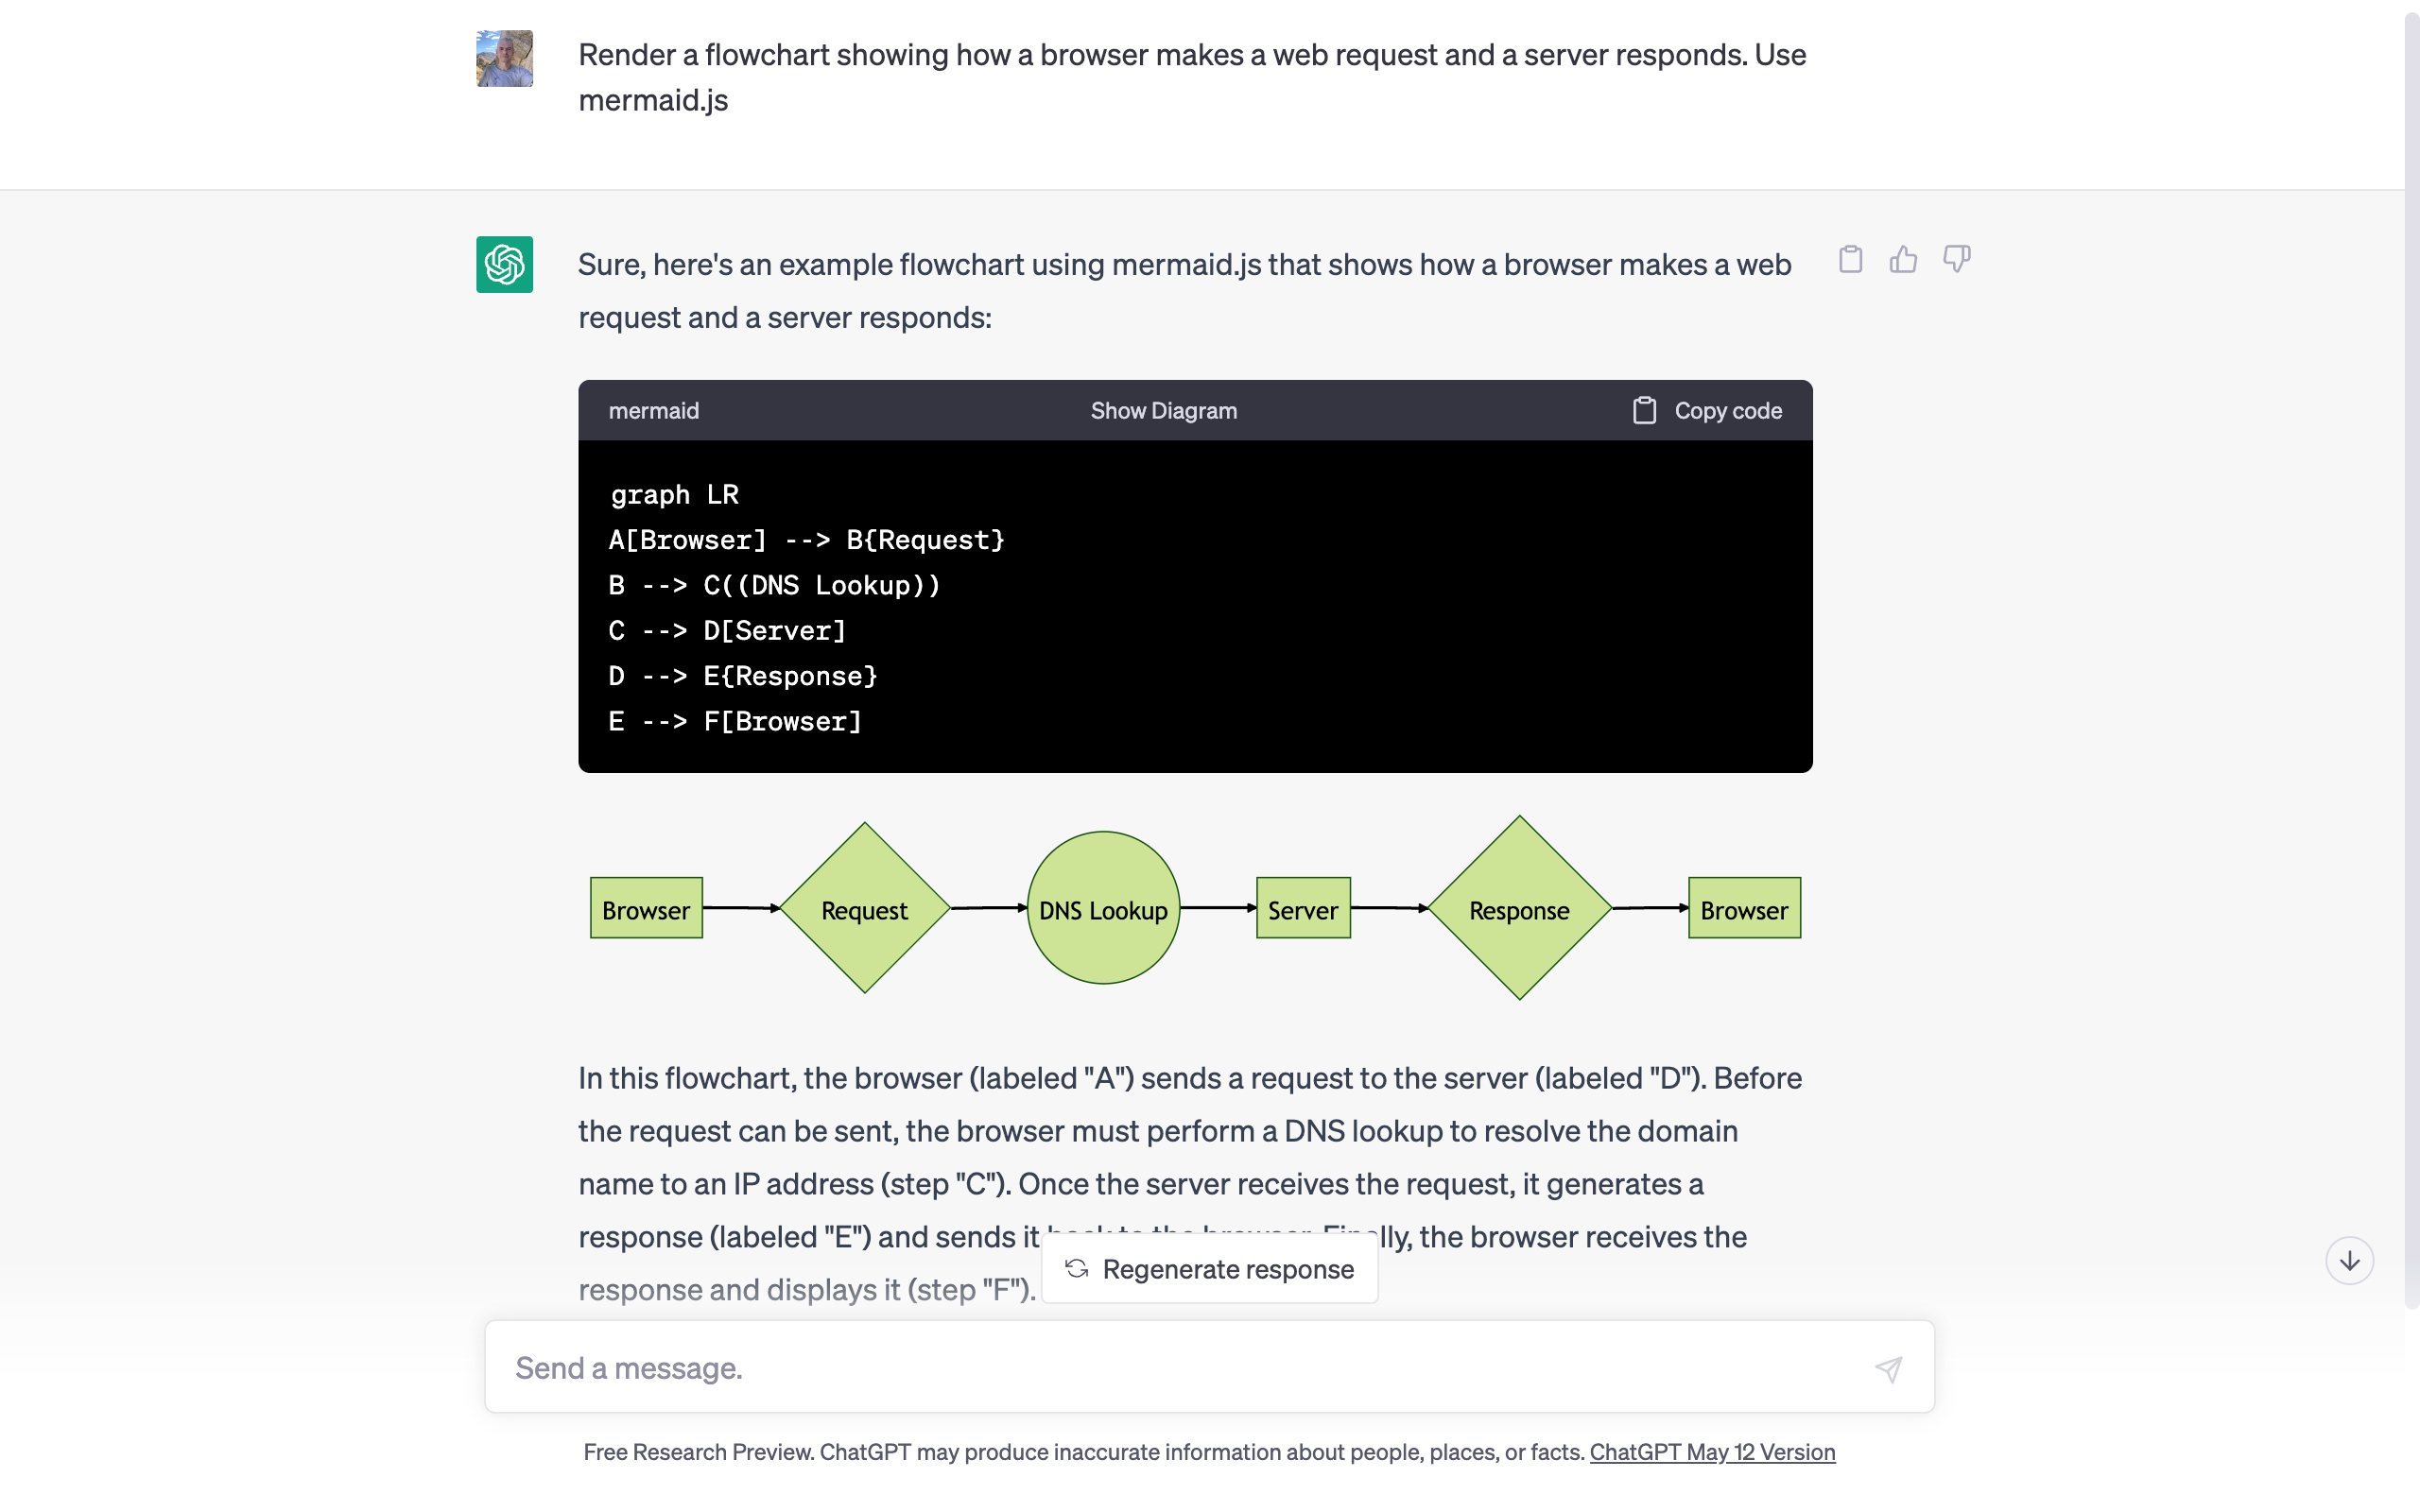 Render a flowchart showing how a browser makes a web request and a server responds. Use
mermaid.js
Sure, here's an example flowchart using mermaid.js that shows how a browser makes a web
request and a server responds:
mermaid
Show Diagram
Copy code
graph LR
A[Browser] --> B{Request}
B --> C((DNS Lookup))
C --> D[Server]
D --> E{Response}
E --> F[Browser]
Browser
Request
DNS Lookup
Server
Response
Browser
In this flowchart, the browser (labeled "A") sends a request to the server (labeled "D"). Before
the request can be sent, the browser must perform a DNS lookup to resolve the domain
name to an IP address (step "C"). Once the server receives the request, it generates a
response (labeled "E") and sends it back to the browser. Finally, the browser receives the
response and displays it (step "F").
Regenerate response
Send a message.
Free Research Preview. ChatGPT may produce inaccurate information about people, places, or facts. ChatGPT May 12 Version